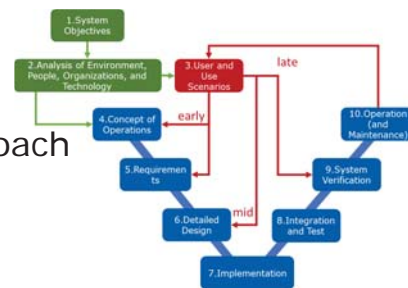 1.System
Objectives
2.Analysis of Environment,
People, Organizations, and
Technology
3.User and
Use
Scenarios
late
early
4.Concept of
Operations
10.Operation
(and
Maintenance)
oach
5.Requireme
nts
9.System
Verification
6.Detailed
Design
mid
8.Integration
and Test
7.Implementation